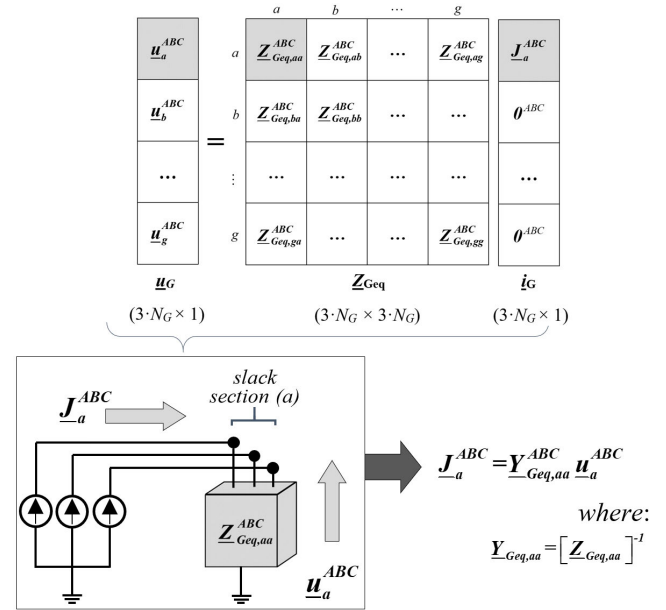 a b ⋯ g
u_a^ABC = a Z_Geq,aa^ABC Z_Geq,ab^ABC ... Z_Geq,ag^ABC J_a^ABC
u_b^ABC b Z_Geq,ba^ABC Z_Geq,bb^ABC ... ... 0^ABC
... ⋮ ... ... ... ... ...
u_g^ABC g Z_Geq,ga^ABC ... ... Z_Geq,gg^ABC 0^ABC
u_G Z_Geq i_G
(3·N_G × 1) (3·N_G × 3·N_G) (3·N_G × 1)
slack
section (a)
J_a^ABC
Z_Geq,aa^ABC
u_a^ABC
J_a^ABC = Y_Geq,aa^ABC u_a^ABC
where:
Y_Geq,aa = [Z_Geq,aa]^-1